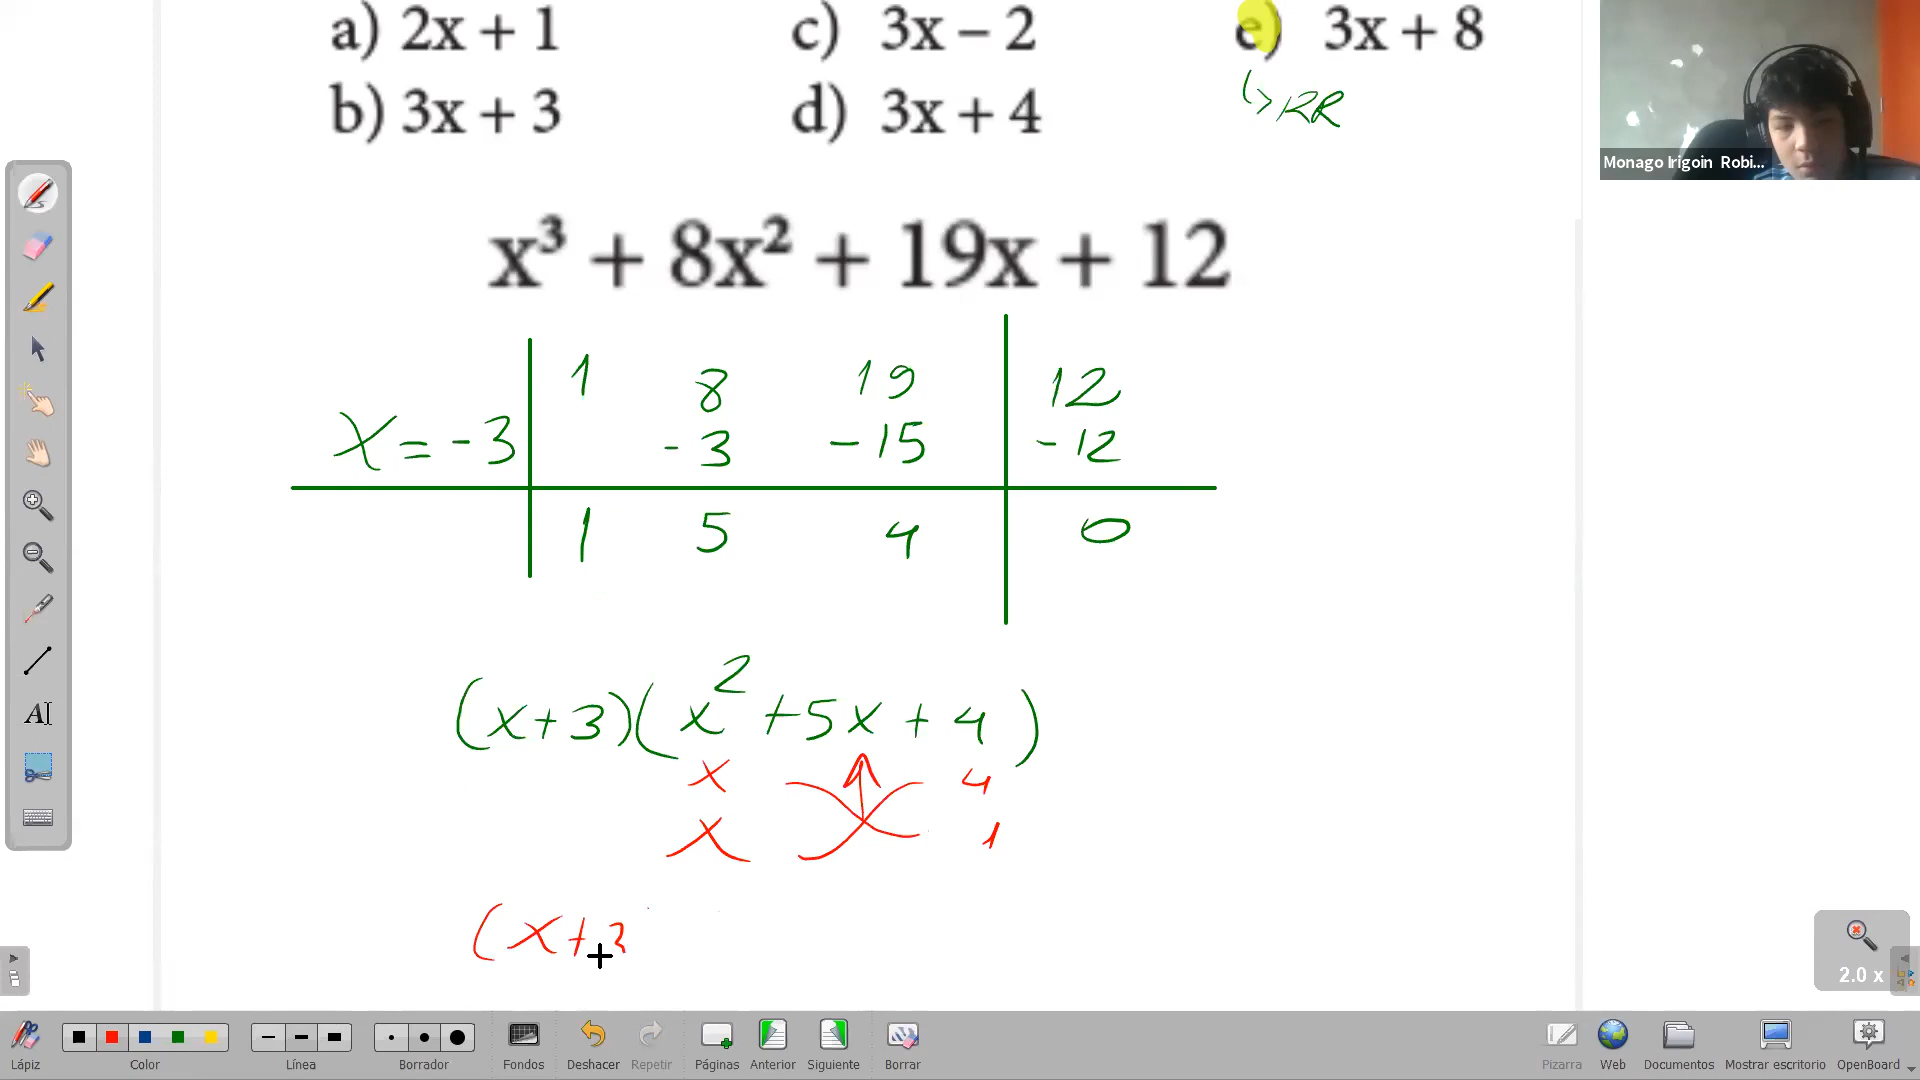 a) 2x + 1 c) 3x – 2 e) 3x + 8
b) 3x + 3 d) 3x + 4 ↳ RR
Monago Irigoin Robi...
x³ + 8x² + 19x + 12
1 8 19 12
x = -3 -3 -15 -12
1 5 4 0
(x+3)(x² +5x + 4)
x 4
x 1
(x+3
2.0 x
Lápiz Color Línea Borrador Fondos Deshacer Repetir Páginas Anterior Siguiente Borrar Pizarra Web Documentos Mostrar escritorio OpenBoard